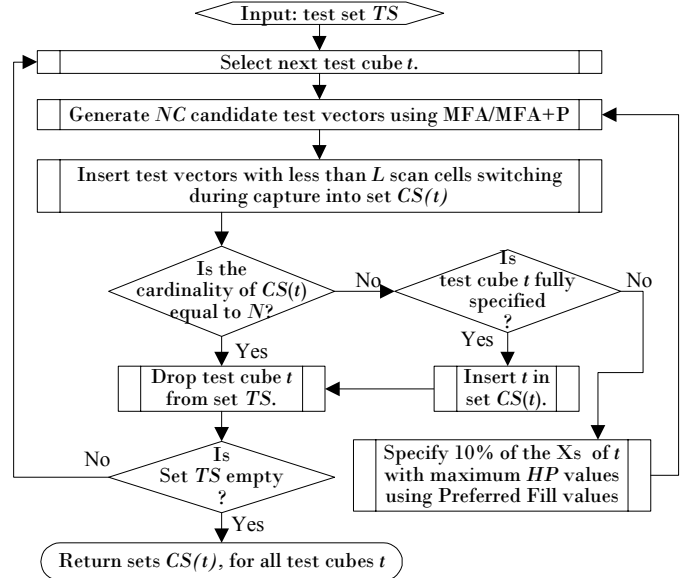 Input: test set TS
Select next test cube t.
Generate NC candidate test vectors using MFA/MFA+P
Insert test vectors with less than L scan cells switching
during capture into set CS(t)
Is the
cardinality of CS(t)
equal to N?
No
Is
test cube t fully
specified
?
No
Yes
Yes
Drop test cube t
from set TS.
Insert t in
set CS(t).
Specify 10% of the Xs of t
with maximum HP values
using Preferred Fill values
Is
Set TS empty
?
No
Yes
Return sets CS(t), for all test cubes t